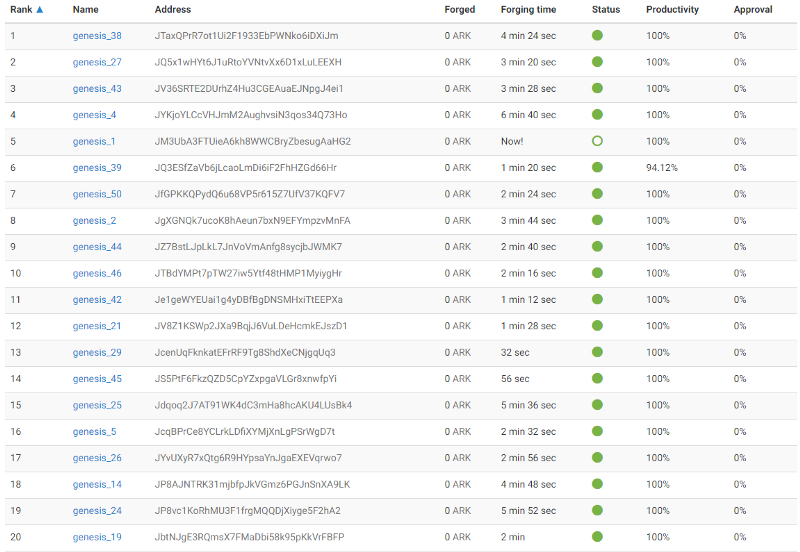 Rank ▲ Name Address Forged Forging time Status Productivity Approval
1 genesis_38 JTaxQPrR7ot1Ui2F1933EbPWNko6iDXiJm 0 ARK 4 min 24 sec 100% 0%
2 genesis_27 JQ5x1wHYt6J1uRtoYVNtvXx6D1xLuLEEXH 0 ARK 3 min 20 sec 100% 0%
3 genesis_43 JV36SRTE2DUrhZ4Hu3CGEAuaEJNpgJ4ei1 0 ARK 3 min 28 sec 100% 0%
4 genesis_4 JYKjoYLCcVHJmM2AughvsiN3qos34Q73Ho 0 ARK 6 min 40 sec 100% 0%
5 genesis_1 JM3UbA3FTUieA6kh8WWCBryZbesugAaHG2 0 ARK Now! 100% 0%
6 genesis_39 JQ3ESfZaVb6jLcaoLmDi6iF2FhHZGd66Hr 0 ARK 1 min 20 sec 94.12% 0%
7 genesis_50 JfGPKKQPydQ6u68VP5r615Z7UfV37KQFV7 0 ARK 2 min 24 sec 100% 0%
8 genesis_2 JgXGNQk7ucoK8hAeun7bxN9EFYmpzvMnFA 0 ARK 3 min 44 sec 100% 0%
9 genesis_44 JZ7BstLJpLkL7JnVoVmAnfg8sycjbJWMK7 0 ARK 2 min 40 sec 100% 0%
10 genesis_46 JTBdYMPt7pTW27iw5Ytf48tHMP1MyiygHr 0 ARK 2 min 16 sec 100% 0%
11 genesis_42 Je1geWYEUai1g4yDBfBgDNSMHxiTtEEPXa 0 ARK 1 min 12 sec 100% 0%
12 genesis_21 JV8Z1KSWp2JXa9BqjJ6VuLDeHcmkEJszD1 0 ARK 1 min 28 sec 100% 0%
13 genesis_29 JcenUqFknkatEFrRF9Tg8ShdXeCNjgqUq3 0 ARK 32 sec 100% 0%
14 genesis_45 JS5PtF6FkzQZD5CpYZxpgaVLGr8xnwfpYi 0 ARK 56 sec 100% 0%
15 genesis_25 Jdqoq2J7AT91WK4dC3mHa8hcAKU4LUsBk4 0 ARK 5 min 36 sec 100% 0%
16 genesis_5 JcqBPrCe8YCLrkLDfiXYMjXnLgPSrWgD7t 0 ARK 2 min 32 sec 100% 0%
17 genesis_26 JYvUXyR7xQtg6R9HYpsaYnJgaEXEVqrwo7 0 ARK 2 min 56 sec 100% 0%
18 genesis_14 JP8AJNTRK31mjbfpJkVGmz6PGJnSnXA9LK 0 ARK 4 min 48 sec 100% 0%
19 genesis_24 JP8vc1KoRhMU3F1frgMQQDjXiyge5F2hA2 0 ARK 5 min 52 sec 100% 0%
20 genesis_19 JbtNJgE3RQmsX7FMaDbi58k95pKkVrFBFP 0 ARK 2 min 100% 0%